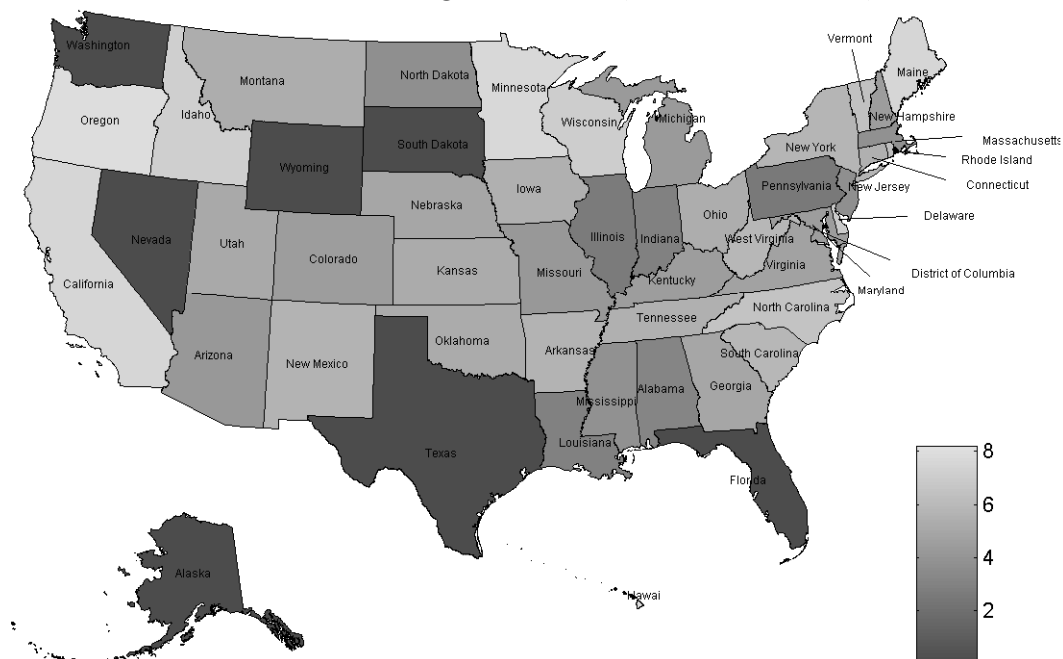 Washington
Vermont
Maine
Montana
North Dakota
Minnesota
Oregon
Idaho
Wisconsin
Michigan
New Hampshire
South Dakota
Massachusetts
New York
Rhode Island
Wyoming
Connecticut
Pennsylvania
New Jersey
Iowa
Nebraska
Ohio
Delaware
Nevada
Utah
Illinois
Indiana
West Virginia
Colorado
Kansas
Virginia
District of Columbia
California
Missouri
Kentucky
Maryland
North Carolina
Tennessee
Oklahoma
Arkansas
South Carolina
Arizona
New Mexico
Georgia
Alabama
Mississippi
Louisiana
Texas
Florida
8
6
4
2
Alaska
Hawai